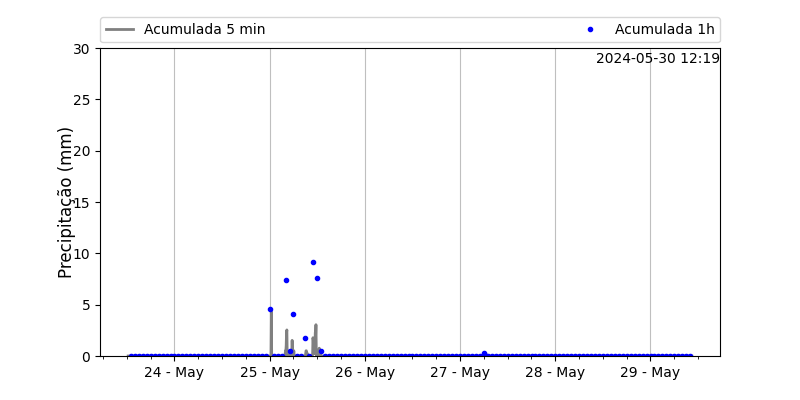 Acumulada 5 min
Acumulada 1h
2024-05-30 12:19
Precipitação (mm)
30
25
20
15
10
5
0
24 - May
25 - May
26 - May
27 - May
28 - May
29 - May